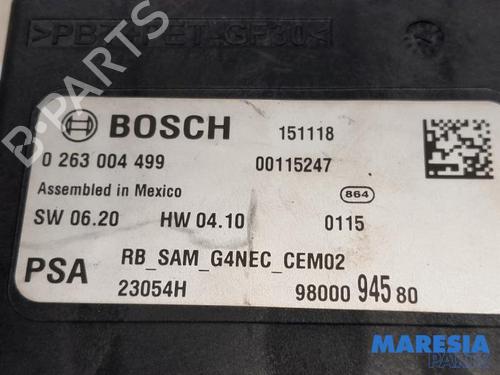 >PBT+PET-GF30<
B-PARTS
BOSCH 151118
0 263 004 499 00115247
Assembled in Mexico 864
SW 06.20 HW 04.10 0115
RB_SAM_G4NEC_CEM02
PSA
23054H 98000 945 80
MARESIA
PARTS